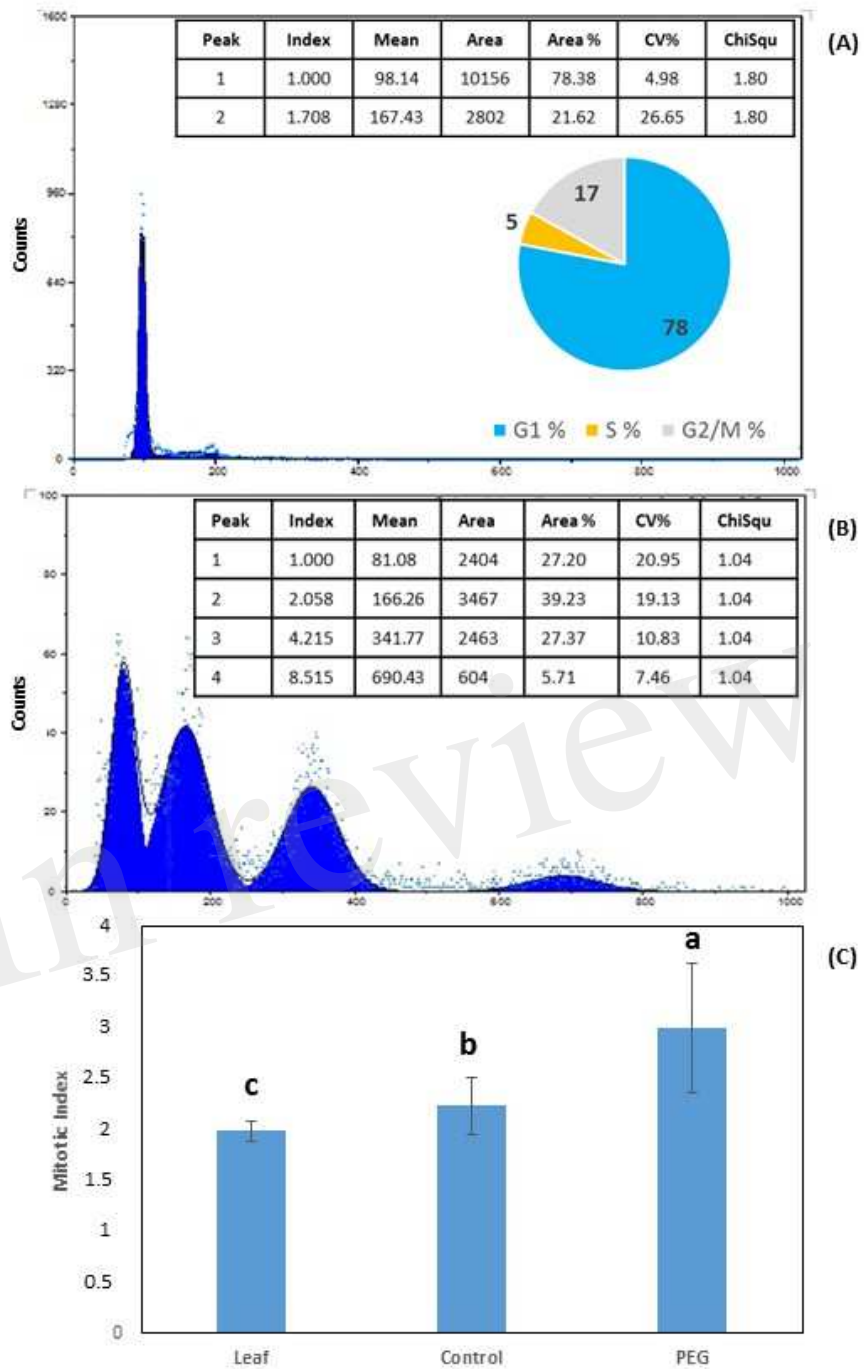 (A)
1600
1280
960
640
320
0
Counts
Peak Index Mean Area Area % CV% ChiSqu
1 1.000 98.14 10156 78.38 4.98 1.80
2 1.708 167.43 2802 21.62 26.65 1.80
17
5
78
G1 % S % G2/M %
0 200 400 600 800 1000
(B)
100
80
60
40
20
0
Counts
Peak Index Mean Area Area % CV% ChiSqu
1 1.000 81.08 2404 27.20 20.95 1.04
2 2.058 166.26 3467 39.23 19.13 1.04
3 4.215 341.77 2463 27.37 10.83 1.04
4 8.515 690.43 604 5.71 7.46 1.04
0 200 400 600 800 1000
in review
(C)
4
3.5
3
2.5
2
1.5
1
0.5
0
Mitotic Index
c b a
Leaf Control PEG